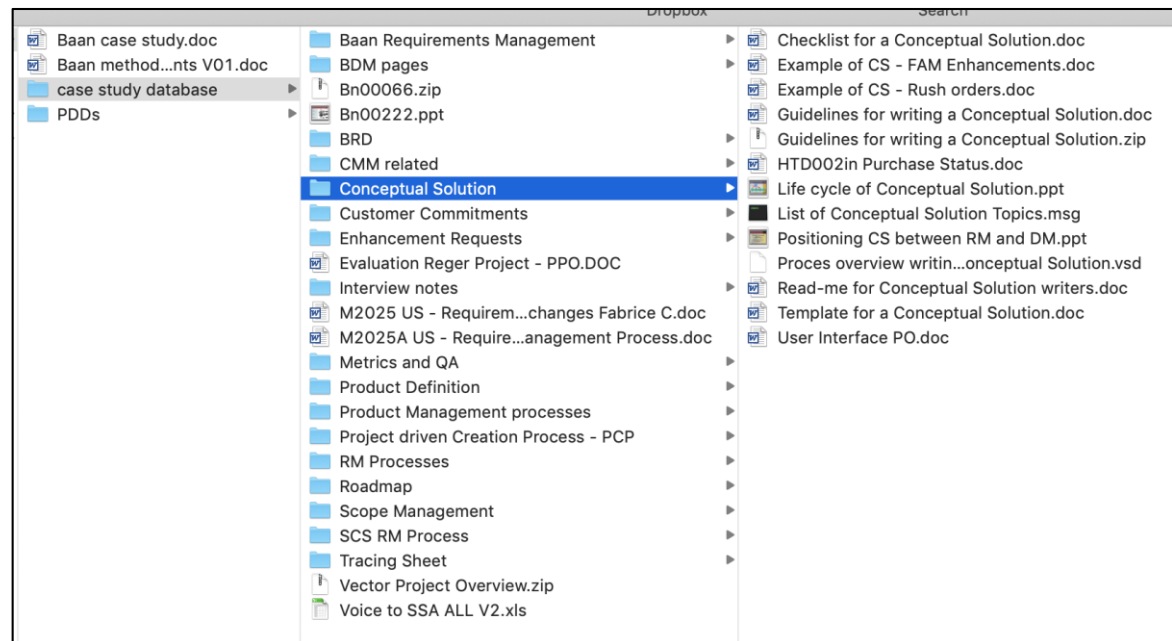 Dropbox
Search
Baan case study.doc
Baan method...nts V01.doc
case study database
PDDs
Baan Requirements Management
BDM pages
Bn00066.zip
Bn00222.ppt
BRD
CMM related
Conceptual Solution
Customer Commitments
Enhancement Requests
Evaluation Reger Project - PPO.DOC
Interview notes
M2025 US - Requirem...changes Fabrice C.doc
M2025A US - Require...anagement Process.doc
Metrics and QA
Product Definition
Product Management processes
Project driven Creation Process - PCP
RM Processes
Roadmap
Scope Management
SCS RM Process
Tracing Sheet
Vector Project Overview.zip
Voice to SSA ALL V2.xls
Checklist for a Conceptual Solution.doc
Example of CS - FAM Enhancements.doc
Example of CS - Rush orders.doc
Guidelines for writing a Conceptual Solution.doc
Guidelines for writing a Conceptual Solution.zip
HTD002in Purchase Status.doc
Life cycle of Conceptual Solution.ppt
List of Conceptual Solution Topics.msg
Positioning CS between RM and DM.ppt
Proces overview writin...onceptual Solution.vsd
Read-me for Conceptual Solution writers.doc
Template for a Conceptual Solution.doc
User Interface PO.doc